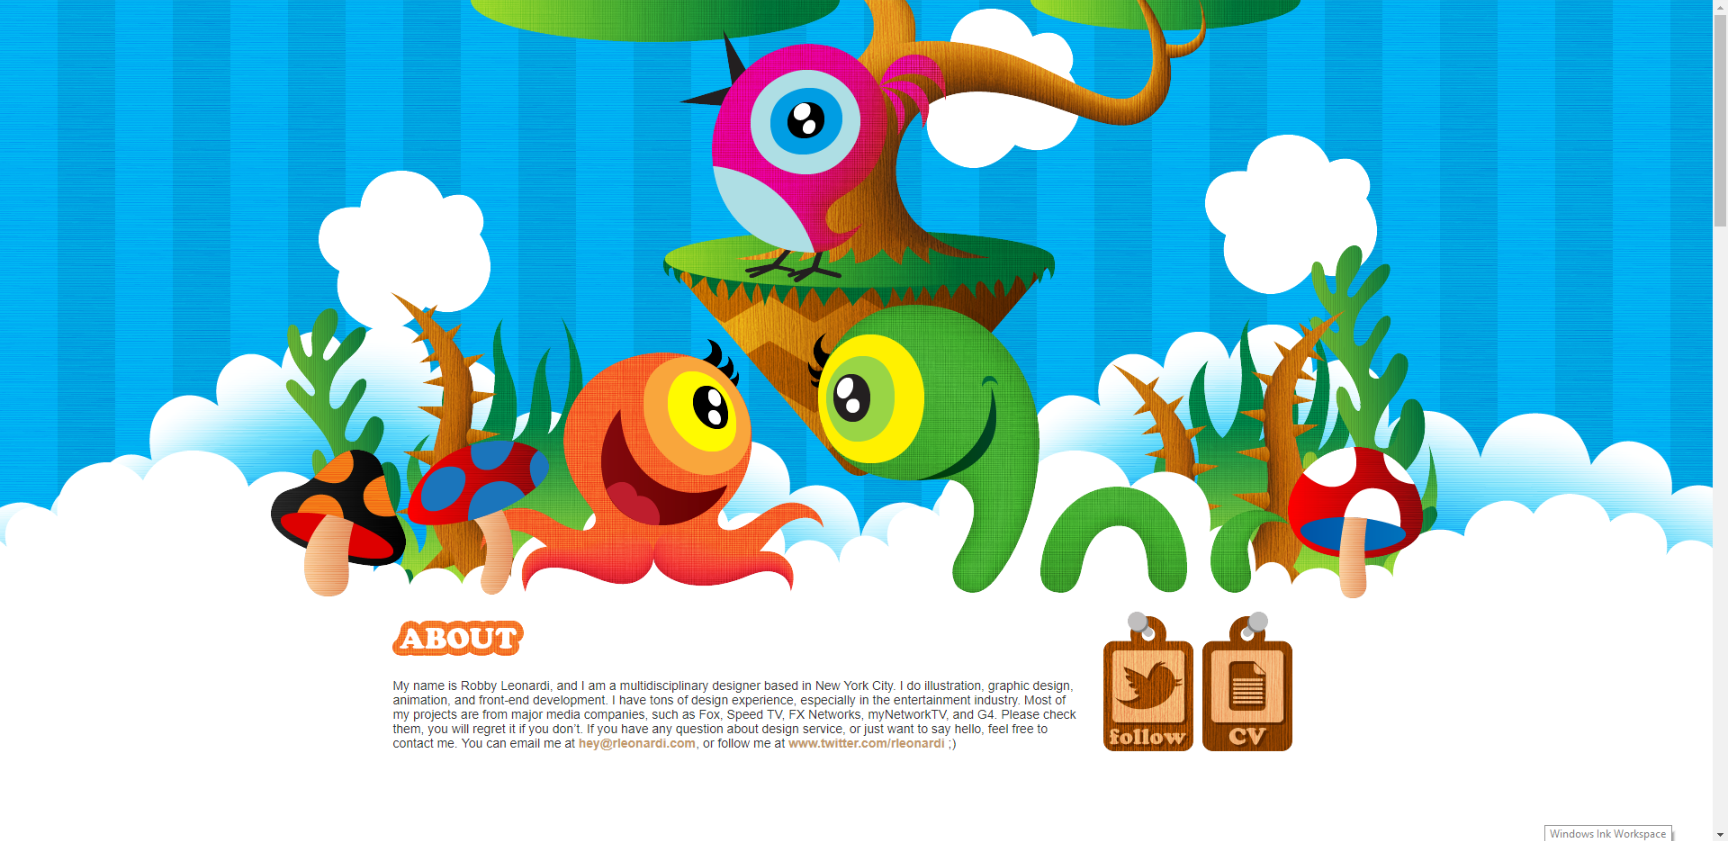 ABOUT
My name is Robby Leonardi, and I am a multidisciplinary designer based in New York City. I do illustration, graphic design,
animation, and front-end development. I have tons of design experience, especially in the entertainment industry. Most of
my projects are from major media companies, such as Fox, Speed TV, FX Networks, myNetworkTV, and G4. Please check
them, you will regret it if you don't. If you have any question about design service, or just want to say hello, feel free to
contact me. You can email me at hey@rleonardi.com, or follow me at www.twitter.com/rleonardi ;)
follow
CV
Windows Ink Workspace